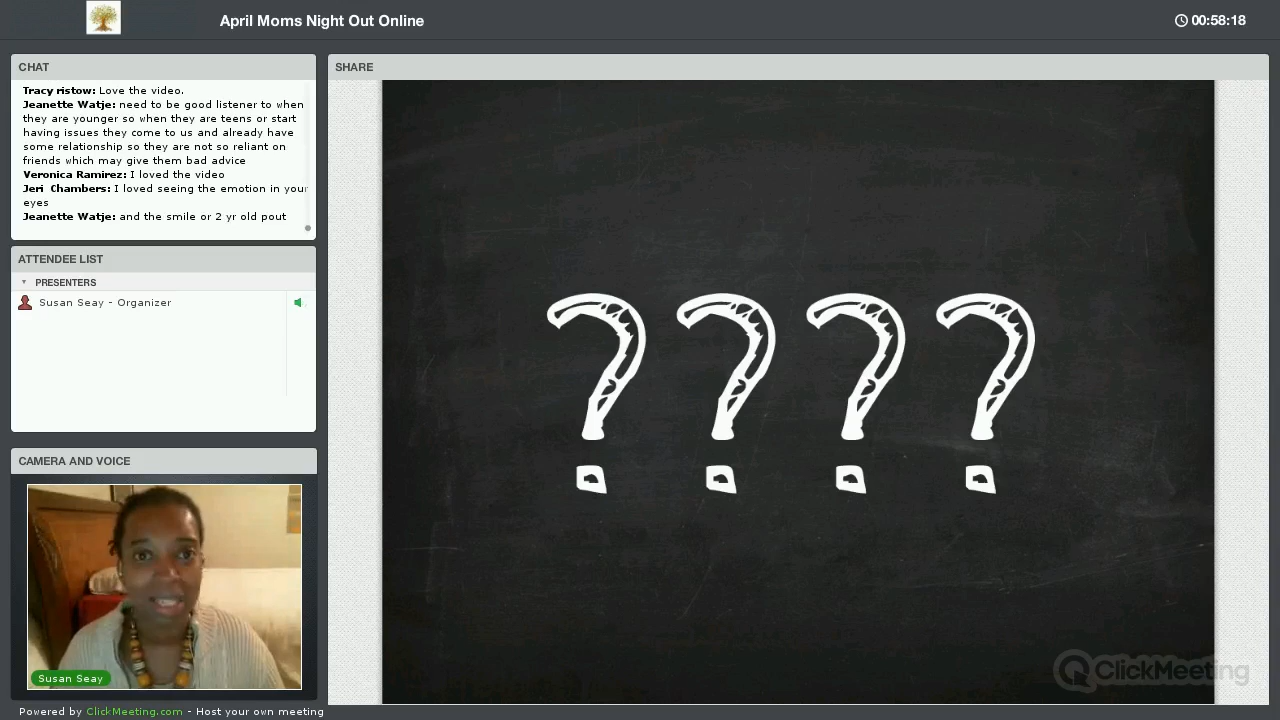 April Moms Night Out Online
00:58:18
CHAT
Love the video.
Jeanette Watje: need to be good listener to when
they are younger so when they are teens or start
having issues they come to us and also have
some relationship so they are not so reliant on
friends which may give them bad advice
Veronica Ramirez: I loved the video
Jeri Chambers: I loved seeing the emotion in your
eyes
Jeanette Watje: and the smile or 2 yr old pout
ATTENDEE LIST
PRESENTERS
Susan Seay - Organizer
CAMERA AND VOICE
Susan Seay
Powered by ClickMeeting.com - Host your own meeting
SHARE
? ? ? ?
ClickMeeting